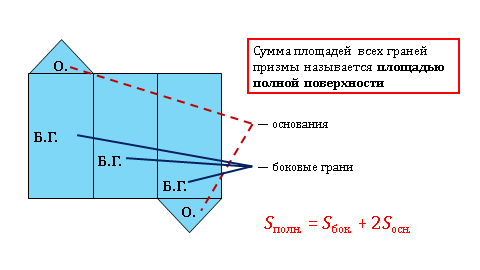 О.
Сумма площадей всех граней
призмы называется площадью
полной поверхности
— основания
Б.Г.
Б.Г.
— боковые грани
Б.Г.
О.
Sполн. = Sбок. + 2Sосн.